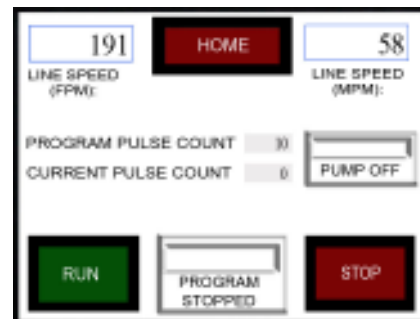 191 HOME 58
LINE SPEED
(FPM):
LINE SPEED
(MPM):
PROGRAM PULSE COUNT 10
CURRENT PULSE COUNT 0
PUMP OFF
RUN
PROGRAM
STOPPED
STOP